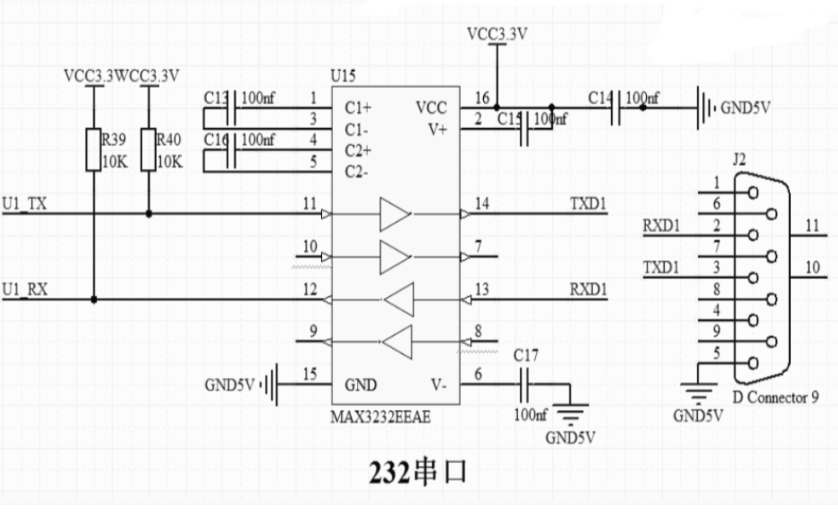 VCC3.3V
VCC3.3V
VCC3.3V
U15
C13
100nf
1
3
C1+
C1-
C16
100nf
4
5
C2+
C2-
VCC
V+
16
2
C15
100nf
C14
100nf
GND5V
R39
10K
R40
10K
U1_TX
11
14
TXD1
10
7
U1_RX
12
13
RXD1
9
8
GND5V
15
GND
V-
6
C17
100nf
GND5V
MAX3232EEAE
J2
1
6
RXD1
2
7
TXD1
3
8
4
9
5
11
10
D Connector 9
GND5V
232串口